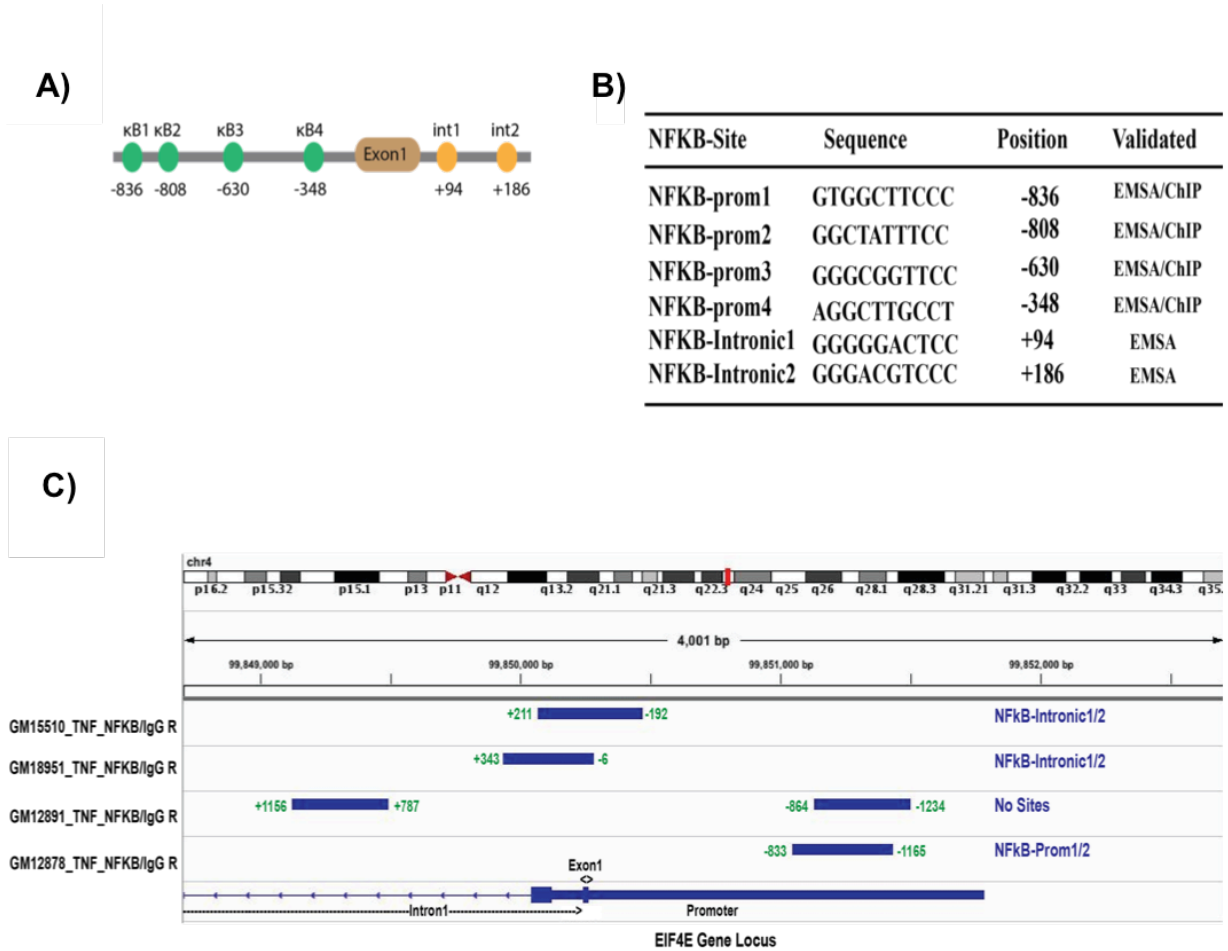 A)
κB1 κB2 κB3 κB4 Exon1 int1 int2
-836 -808 -630 -348 +94 +186
B)
NFKB-Site Sequence Position Validated
NFKB-prom1 GTGGCTTCCC -836 EMSA/ChIP
NFKB-prom2 GGCTATTTCC -808 EMSA/ChIP
NFKB-prom3 GGGCGGTTCC -630 EMSA/ChIP
NFKB-prom4 AGGCTTGCCT -348 EMSA/ChIP
NFKB-Intronic1 GGGGGACTCC +94 EMSA
NFKB-Intronic2 GGGACGTCCC +186 EMSA
C)
chr4
p16.2 p15.32 p15.1 p13 p11 q12 q13.2 q21.1 q21.3 q22.3 q24 q25 q26 q28.1 q28.3 q31.21 q31.3 q32.2 q33 q34.3 q35.
4,001 bp
99,849,000 bp 99,850,000 bp 99,851,000 bp 99,852,000 bp
GM15510_TNF_NFKB/IgG R +211 -192 NFkB-Intronic1/2
GM18951_TNF_NFKB/IgG R +343 -6 NFkB-Intronic1/2
GM12891_TNF_NFKB/IgG R +1156 +787 -864 -1234 No Sites
GM12878_TNF_NFKB/IgG R -833 -1165 NFkB-Prom1/2
Exon1
Intron1 Promoter
EIF4E Gene Locus